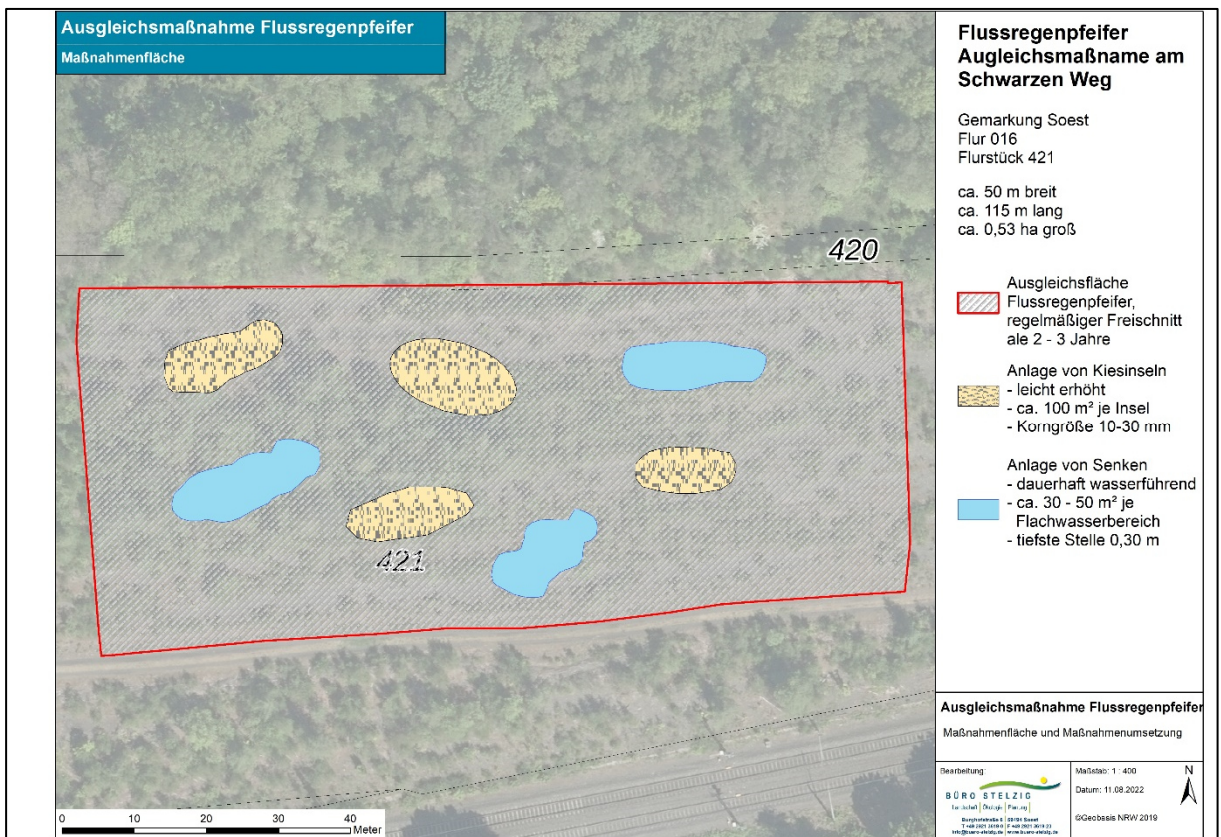 Ausgleichsmaßnahme Flussregenpfeifer
Maßnahmenfläche
420
421
0 10 20 30 40
Meter
Flussregenpfeifer
Augleichsmaßname am
Schwarzen Weg
Gemarkung Soest
Flur 016
Flurstück 421
ca. 50 m breit
ca. 115 m lang
ca. 0,53 ha groß
Ausgleichsfläche
Flussregenpfeifer,
regelmäßiger Freischnitt
ale 2 - 3 Jahre
Anlage von Kiesinseln
- leicht erhöht
- ca. 100 m² je Insel
- Korngröße 10-30 mm
Anlage von Senken
- dauerhaft wasserführend
- ca. 30 - 50 m² je
Flachwasserbereich
- tiefste Stelle 0,30 m
Ausgleichsmaßnahme Flussregenpfeifer
Maßnahmenfläche und Maßnahmenumsetzung
Bearbeitung:
BÜRO STELZIG
Landschaft | Ökologie | Planung |
Maßstab: 1 : 400
Datum: 11.08.2022
©Geobasis NRW 2019
N